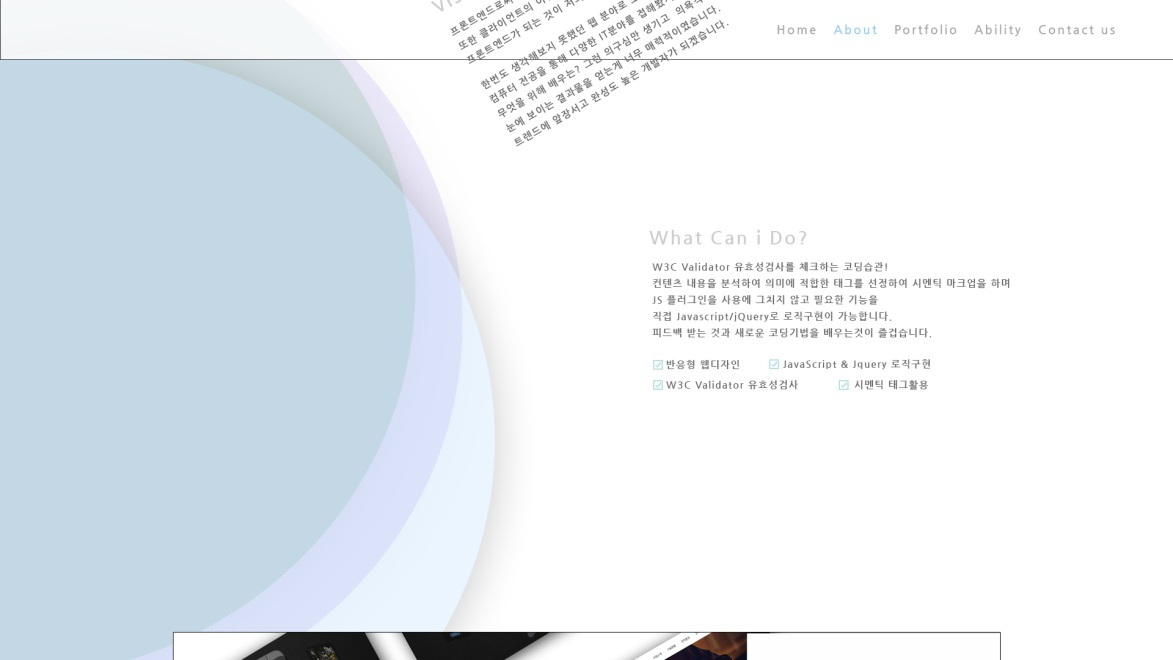 Home About Portfolio Ability Contact us
프론트엔드로써
또한 클라이언트의
프론트엔드가 되는 것이
한번도 생각해보지 못했던 웹 분야로
컴퓨터 전공을 통해 다양한 IT분야를 접해봤
무엇을 위해 배우는? 그런 의구심만 생기고 의욕
눈에 보이는 결과물을 얻는게 너무 매력적이였습니다.
트렌드에 앞장서고 완성도 높은 개발자가 되겠습니다.
What Can i Do?
W3C Validator 유효성검사를 체크하는 코딩습관!
컨텐츠 내용을 분석하여 의미에 적합한 태그를 선정하여 시멘틱 마크업을 하며
JS 플러그인을 사용에 그치지 않고 필요한 기능을
직접 Javascript/jQuery로 로직구현이 가능합니다.
피드백 받는 것과 새로운 코딩기법을 배우는것이 즐겁습니다.
반응형 웹디자인 JavaScript & Jquery 로직구현
W3C Validator 유효성검사 시멘틱 태그활용